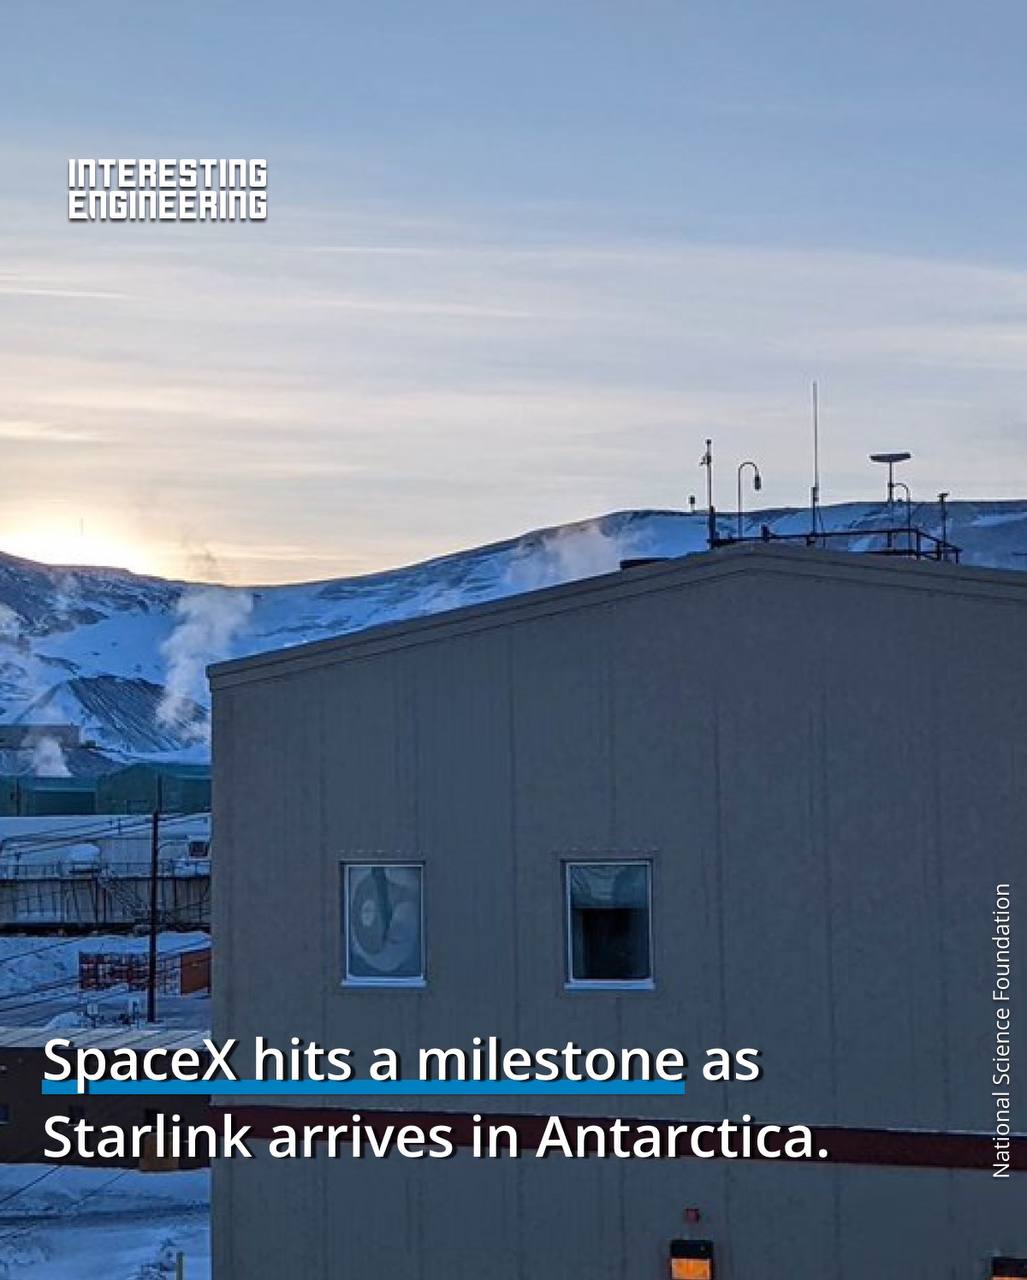 INTERESTING
ENGINEERING
National Science Foundation
SpaceX hits a milestone as
Starlink arrives in Antarctica.